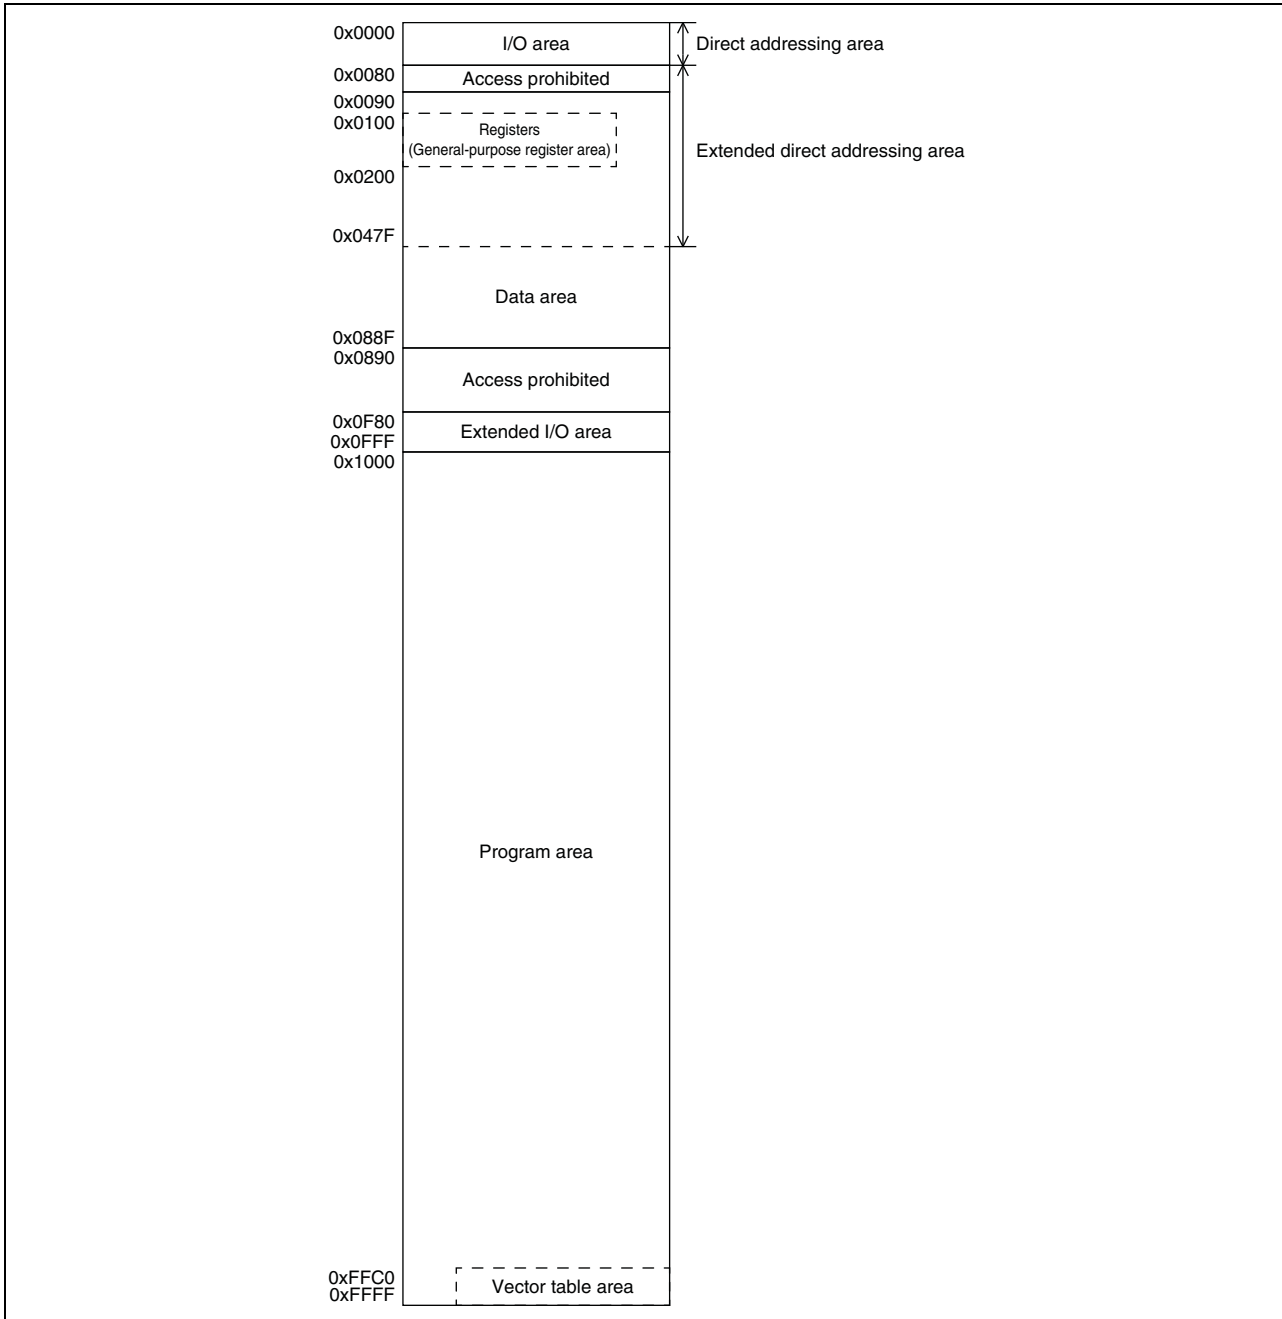 0x0000
I/O area
Direct addressing area
0x0080
Access prohibited
0x0090
0x0100
Registers
(General-purpose register area)
Extended direct addressing area
0x0200
0x047F
Data area
0x088F
0x0890
Access prohibited
0x0F80
Extended I/O area
0x0FFF
0x1000
Program area
0xFFC0
Vector table area
0xFFFF